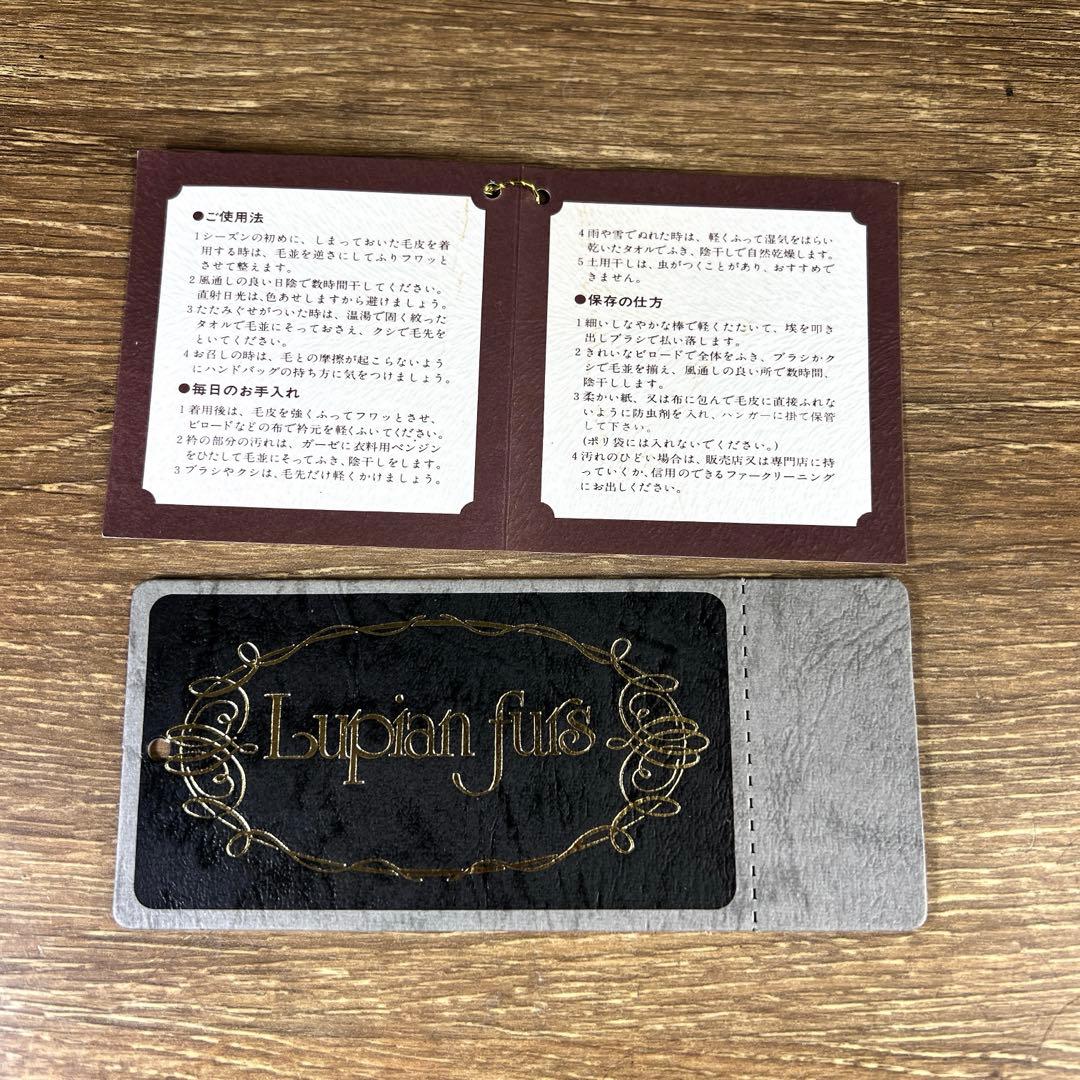 ●ご使用法
1シーズンの初めに、しまっておいた毛皮を着
用する時は、毛並を逆さにしてふりフワッと
させて整えます。
2風通しの良い日陰で数時間干してください。
直射日光は、色あせしますから避けましょう。
3たたみぐせがついた時は、温湯で固く絞った
タオルで毛並にそっておさえ、クシで毛先を
といてください。
4お召しの時は、毛との摩擦が起こらないよう
にハンドバッグの持ち方に気をつけましょう。
●毎日のお手入れ
1着用後は、毛皮を強くふってフワッとさせ、
ビロードなどの布で衿元を軽くふいてください。
2衿の部分の汚れは、ガーゼに衣料用ベンジン
をひたして毛並にそってふき、陰干しをします。
3ブラシやクシは、毛先だけ軽くかけましょう。
4雨や雪でぬれた時は、軽くふって湿気をはらい
乾いたタオルでふき、陰干しで自然乾燥します。
5土用干しは、虫がつくことがあり、おすすめで
きません。
●保存の仕方
1細いしなやかな棒で軽くたたいて、埃を叩き
出しブラシで払い落します。
2きれいなビロードで全体をふき、ブラシかク
シで毛並を揃え、風通しの良い所で数時間、
陰干しします。
3柔かい紙、又は布に包んで毛皮に直接ふれな
いように防虫剤を入れ、ハンガーに掛て保管
して下さい。
(ポリ袋には入れないでください。)
4汚れのひどい場合は、販売店又は専門店に持
っていくか、信用のできるファークリーニング
にお出しください。
Lupian furs